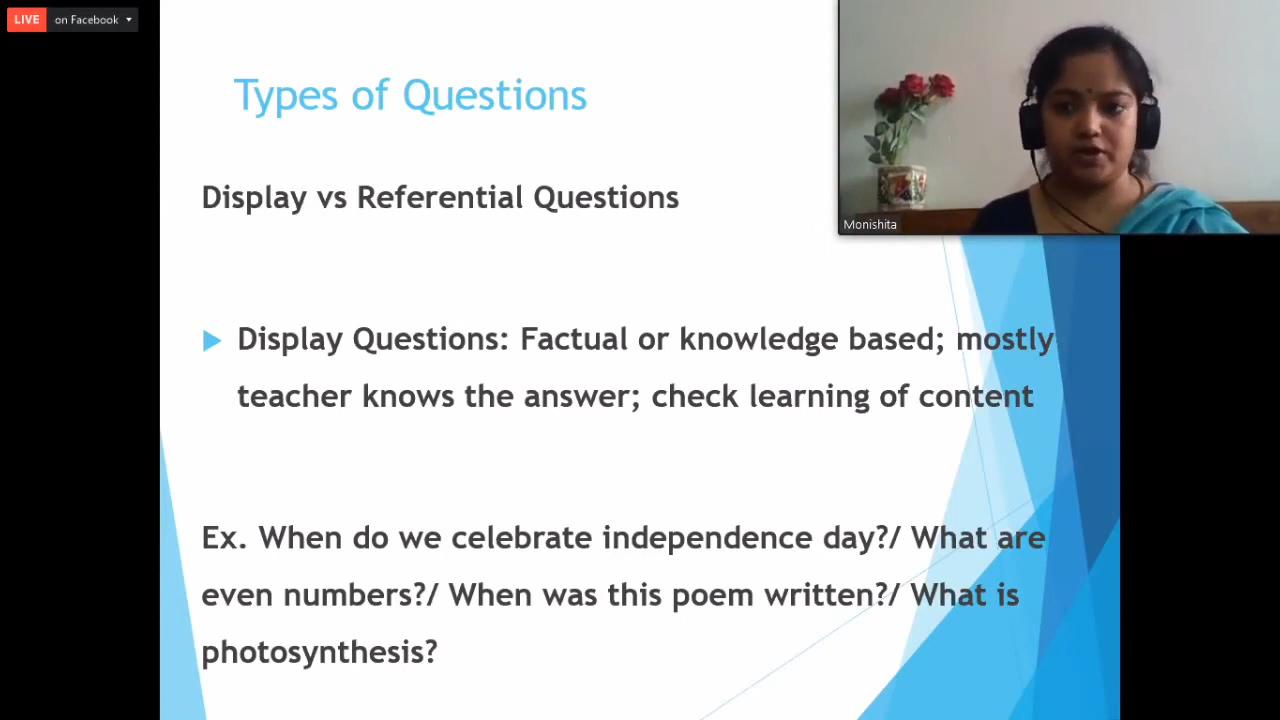 LIVE on Facebook
Types of Questions
Display vs Referential Questions
Monishita
Display Questions: Factual or knowledge based; mostly
teacher knows the answer; check learning of content
Ex. When do we celebrate independence day?/ What are
even numbers?/ When was this poem written?/ What is
photosynthesis?